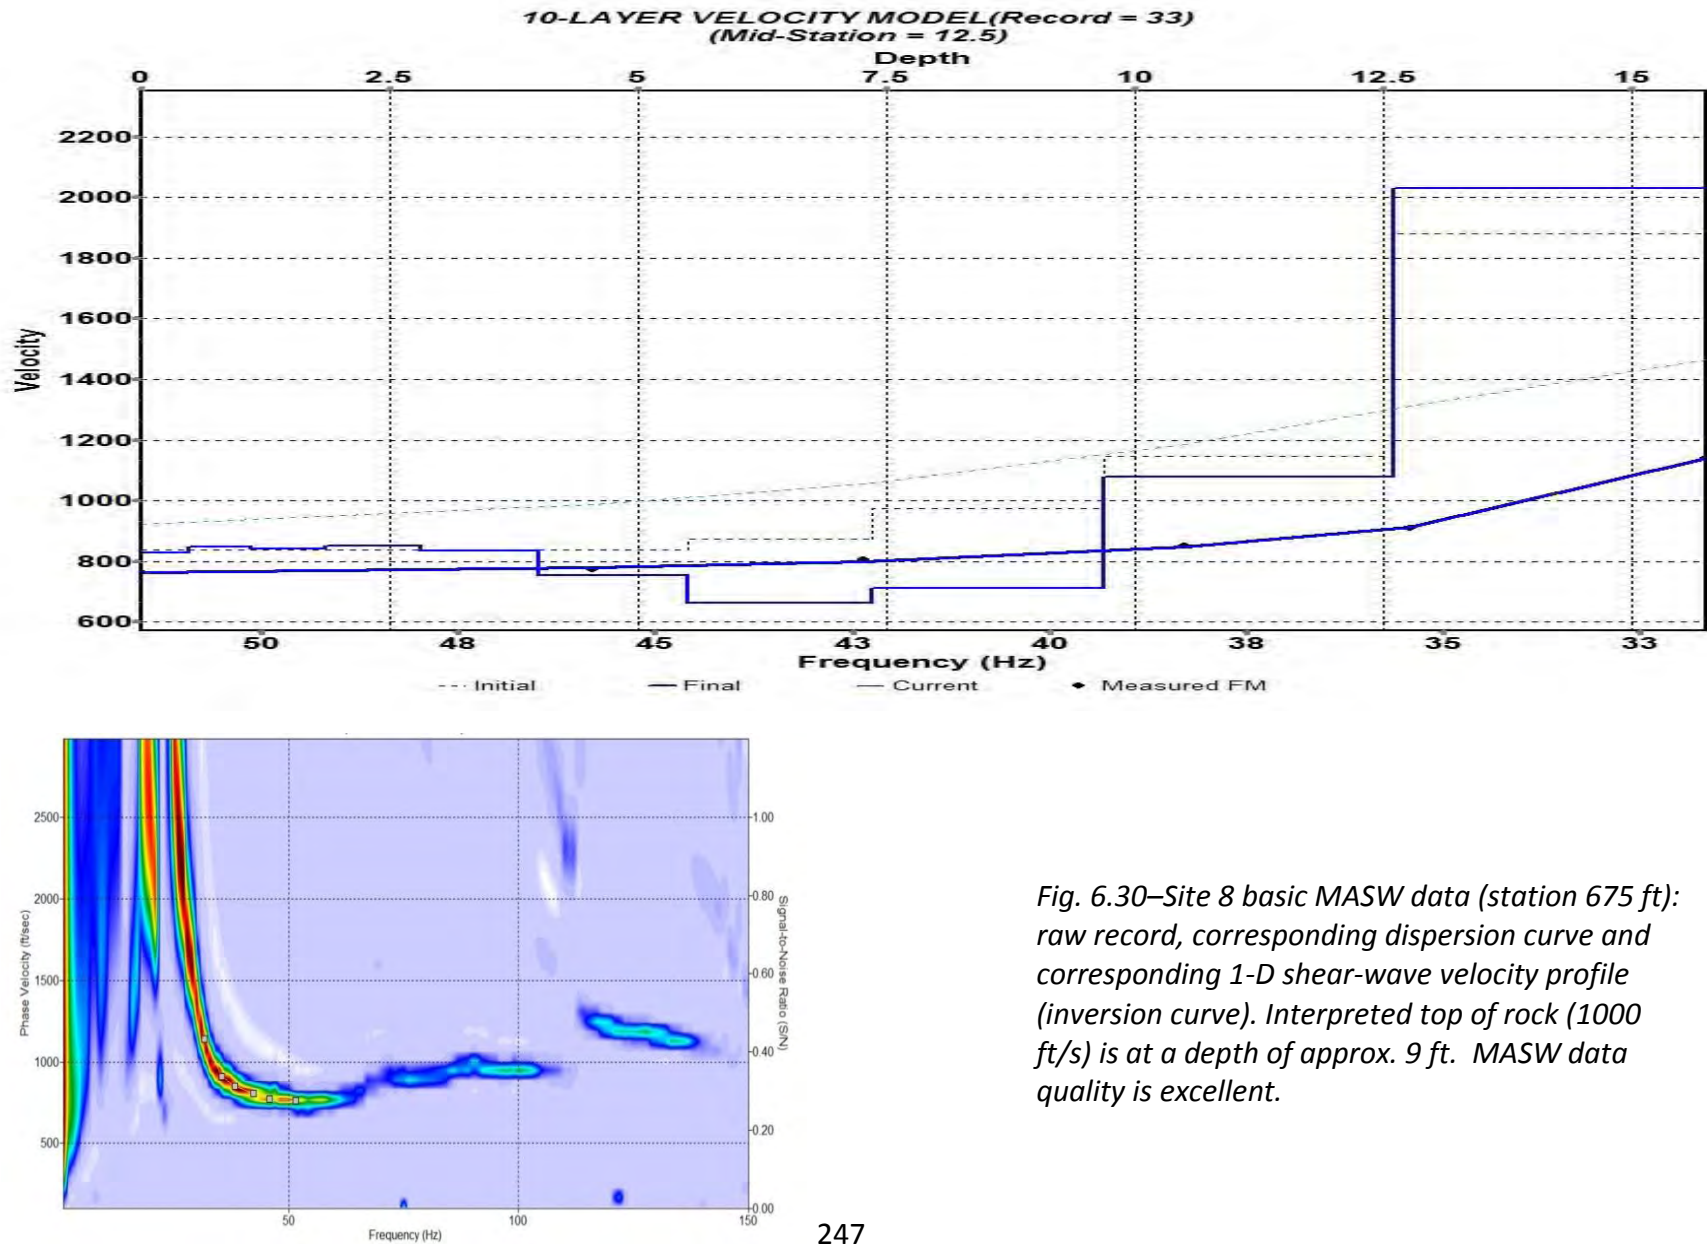 10-LAYER VELOCITY MODEL(Record = 33)
(Mid-Station = 12.5)
Depth
0 2.5 5 7.5 10 12.5 15
2200
2000
1800
1600
1400
1200
1000
800
600
Velocity
50 48 45 43 40 38 35 33
Frequency (Hz)
Initial Final Current Measured FM
2500
2000
1500
1000
500
Phase Velocity (ft/sec)
1.00
0.80
0.60
0.40
0.20
0.00
Signal-to-Noise Ratio (S/N)
50 100 150
Frequency (Hz)
Fig. 6.30–Site 8 basic MASW data (station 675 ft):
raw record, corresponding dispersion curve and
corresponding 1-D shear-wave velocity profile
(inversion curve). Interpreted top of rock (1000
ft/s) is at a depth of approx. 9 ft. MASW data
quality is excellent.
247